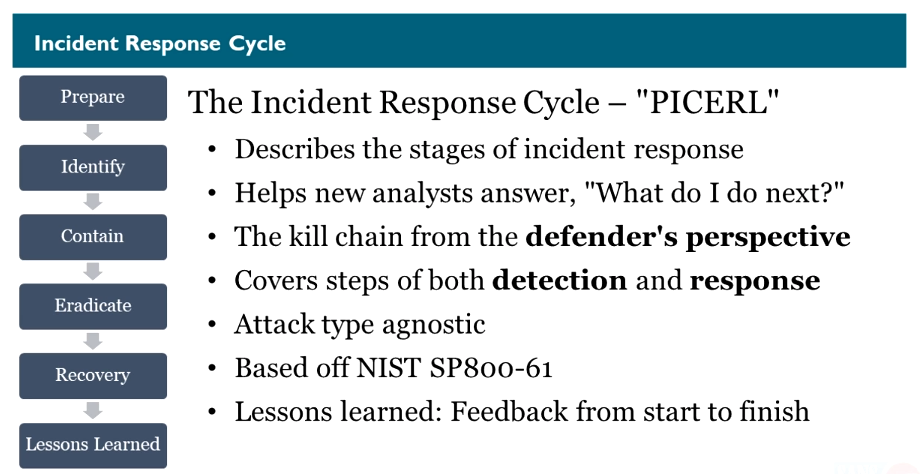 Incident Response Cycle
Prepare
Identify
Contain
Eradicate
Recovery
Lessons Learned
The Incident Response Cycle – "PICERL"
• Describes the stages of incident response
• Helps new analysts answer, "What do I do next?"
• The kill chain from the defender's perspective
• Covers steps of both detection and response
• Attack type agnostic
• Based off NIST SP800-61
• Lessons learned: Feedback from start to finish